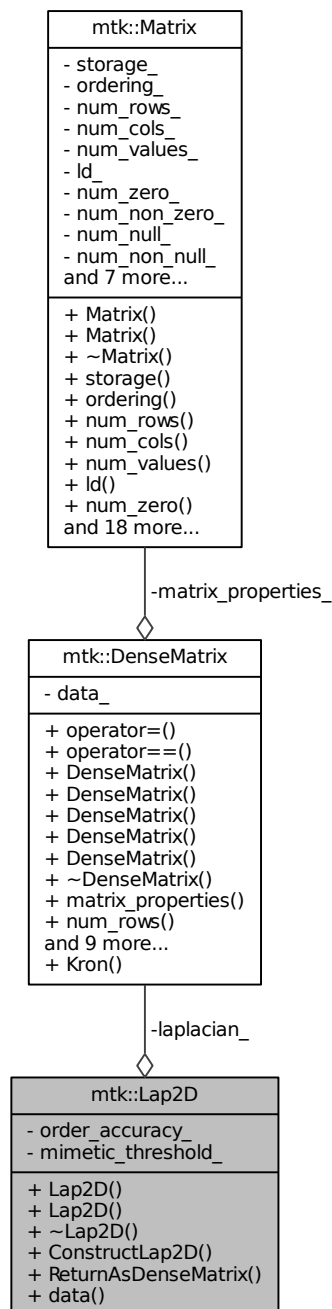 mtk::Matrix
- storage_
- ordering_
- num_rows_
- num_cols_
- num_values_
- ld_
- num_zero_
- num_non_zero_
- num_null_
- num_non_null_
and 7 more...
+ Matrix()
+ Matrix()
+ ~Matrix()
+ storage()
+ ordering()
+ num_rows()
+ num_cols()
+ num_values()
+ ld()
+ num_zero()
and 18 more...
-matrix_properties_
mtk::DenseMatrix
- data_
+ operator=()
+ operator==()
+ DenseMatrix()
+ DenseMatrix()
+ DenseMatrix()
+ DenseMatrix()
+ DenseMatrix()
+ ~DenseMatrix()
+ matrix_properties()
+ num_rows()
and 9 more...
+ Kron()
-laplacian_
mtk::Lap2D
- order_accuracy_
- mimetic_threshold_
+ Lap2D()
+ Lap2D()
+ ~Lap2D()
+ ConstructLap2D()
+ ReturnAsDenseMatrix()
+ data()